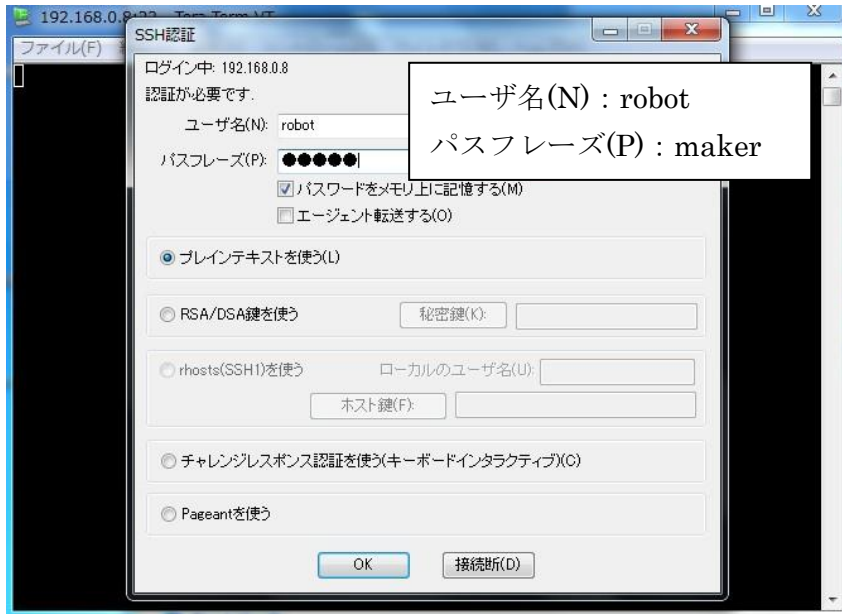 192.168.0.8:22 - Tera Term VT
ファイル(F)
SSH認証
ログイン中: 192.168.0.8
認証が必要です.
ユーザ名(N): robot
パスフレーズ(P): ●●●●●
パスワードをメモリ上に記憶する(M)
エージェント転送する(O)
ユーザ名(N)：robot
パスフレーズ(P)：maker
プレインテキストを使う(L)
RSA/DSA鍵を使う 秘密鍵(K):
rhosts(SSH1)を使う ローカルのユーザ名(U):
ホスト鍵(F):
チャレンジレスポンス認証を使う(キーボードインタラクティブ)(C)
Pageantを使う
OK 接続断(D)